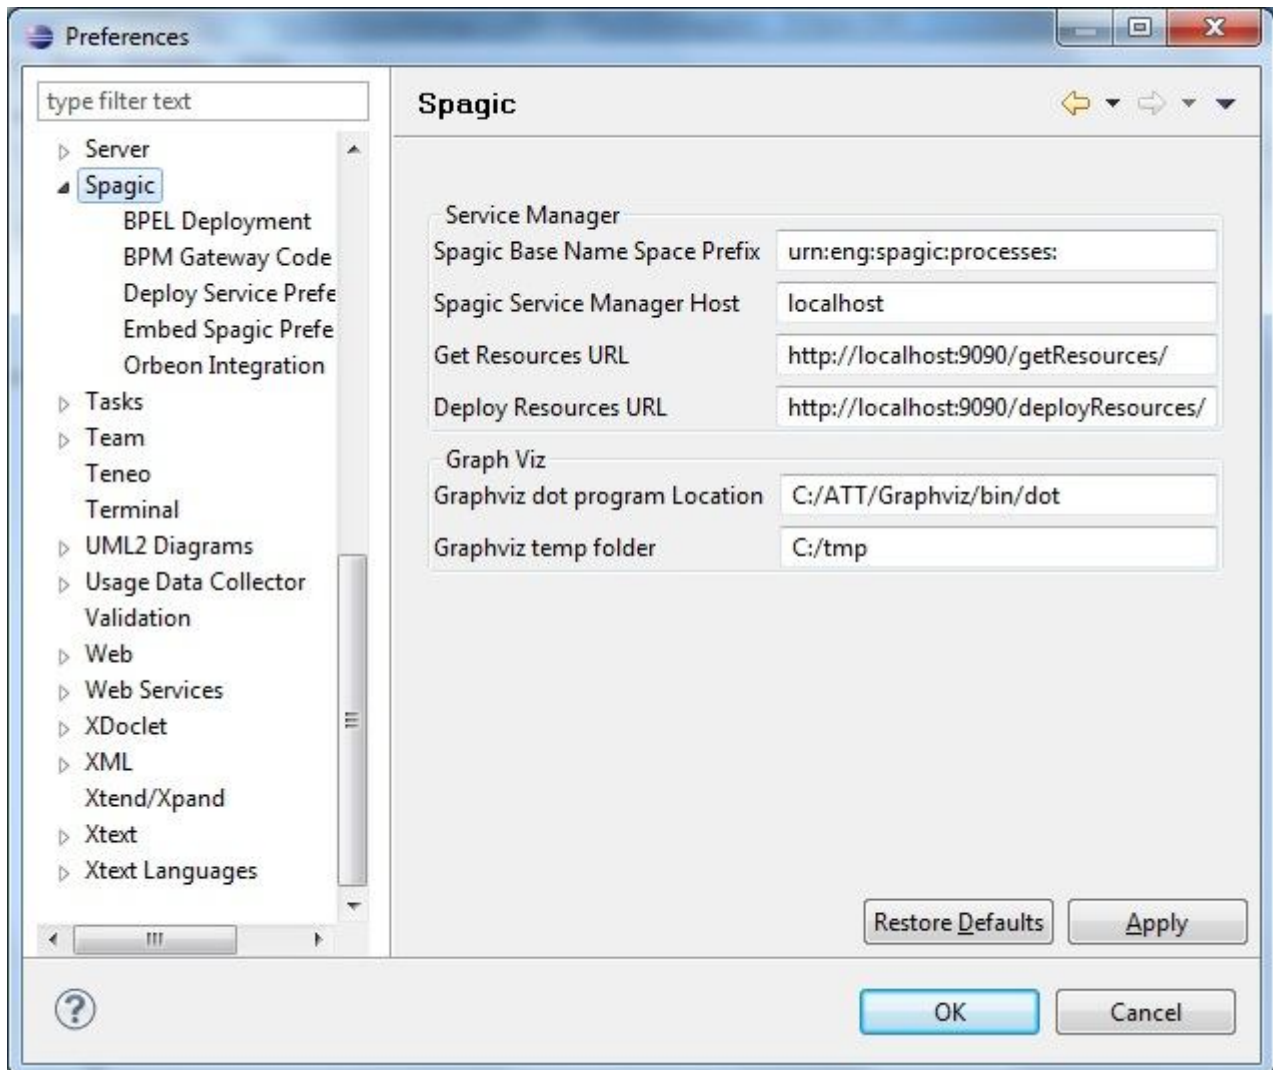 Preferences
type filter text
Server
Spagic
BPEL Deployment
BPM Gateway Code
Deploy Service Prefe
Embed Spagic Prefe
Orbeon Integration
Tasks
Team
Teneo
Terminal
UML2 Diagrams
Usage Data Collector
Validation
Web
Web Services
XDoclet
XML
Xtend/Xpand
Xtext
Xtext Languages
Spagic
Service Manager
Spagic Base Name Space Prefix urn:eng:spagic:processes:
Spagic Service Manager Host localhost
Get Resources URL http://localhost:9090/getResources/
Deploy Resources URL http://localhost:9090/deployResources/
Graph Viz
Graphviz dot program Location C:/ATT/Graphviz/bin/dot
Graphviz temp folder C:/tmp
Restore Defaults Apply
OK Cancel